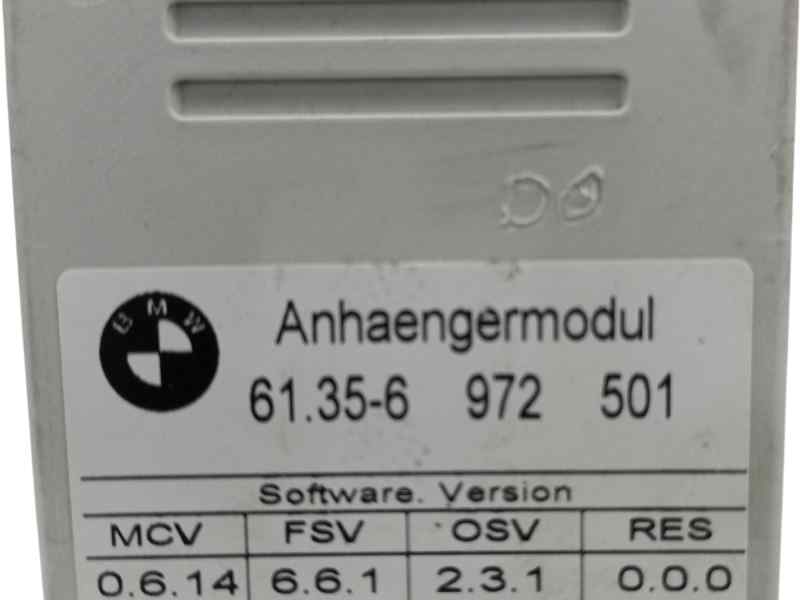 BMW
Anhaengermodul
61.35-6 972 501
Software. Version
MCV FSV OSV RES
0.6.14 6.6.1 2.3.1 0.0.0